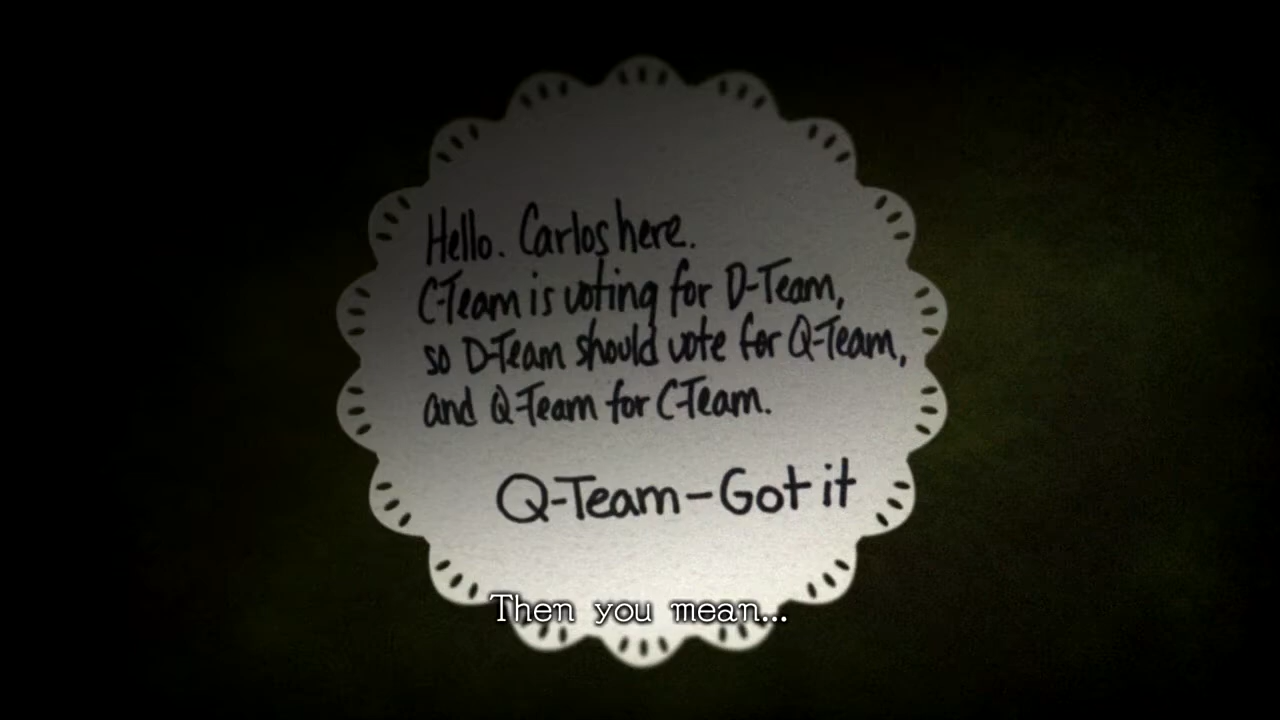 Hello. Carlos here.
C-Team is voting for D-Team,
so D-Team should vote for Q-Team,
and Q-Team for C-Team.
Q-Team-Got it
Then you mean...